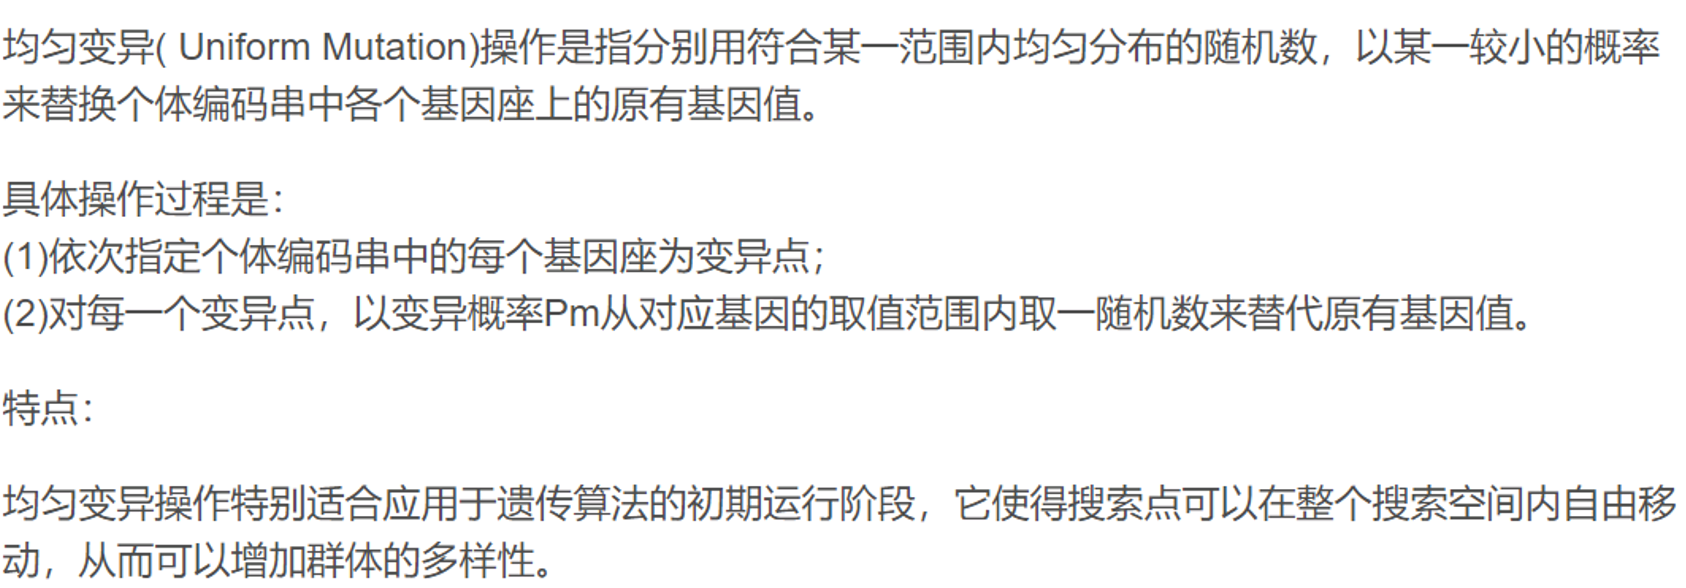 均匀变异( Uniform Mutation)操作是指分别用符合某一范围内均匀分布的随机数，以某一较小的概率
来替换个体编码串中各个基因座上的原有基因值。
具体操作过程是：
(1)依次指定个体编码串中的每个基因座为变异点；
(2)对每一个变异点，以变异概率Pm从对应基因的取值范围内取一随机数来替代原有基因值。
特点：
均匀变异操作特别适合应用于遗传算法的初期运行阶段，它使得搜索点可以在整个搜索空间内自由移
动，从而可以增加群体的多样性。